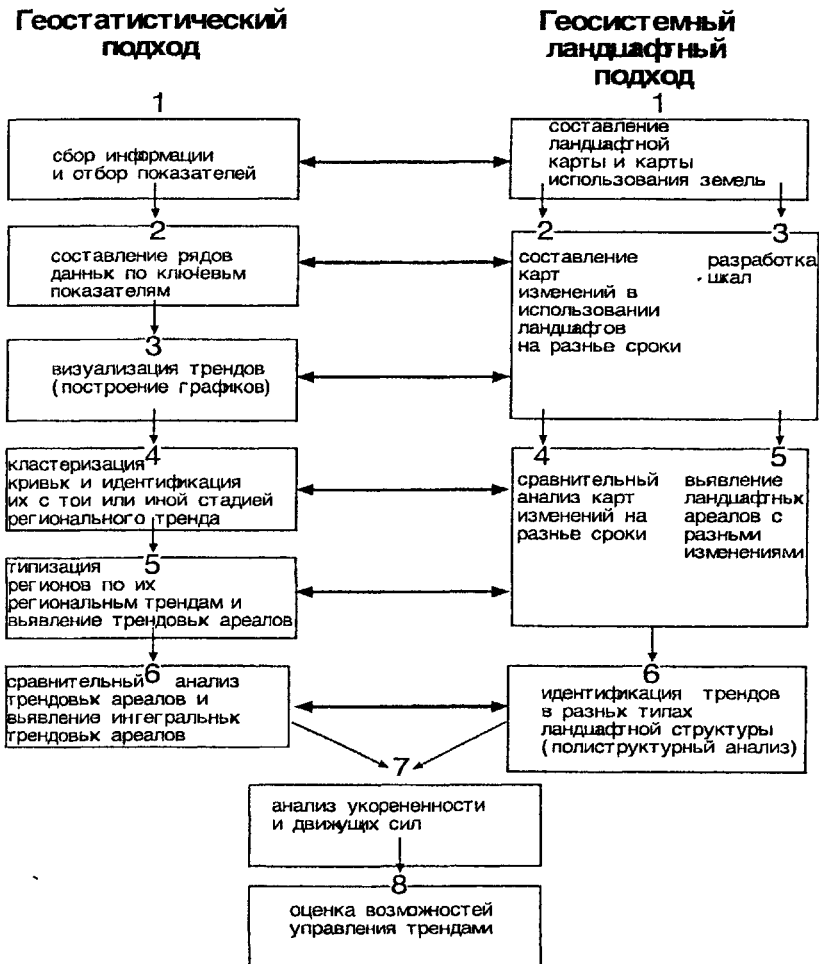 Геостатистический
подход
Геосистемный
ландшафтный
подход
1
сбор информации
и отбор показателей
1
составление
ландшафтной
карты и карты
использования земель
2
составление рядов
данных по ключевым
показателям
2
составление
карт
изменений в
использовании
ландшафтов
на разные сроки
3
разработка
шкал
3
визуализация трендов
(построение графиков)
4
кластеризация
кривых и идентификация
их с той или иной стадией
регионального тренда
4
сравнительный
анализ карт
изменений на
разные сроки
5
выявление
ландшафтных
ареалов с
разными
изменениями
5
типизация
регионов по их
региональным трендам и
выявление трендовых ареалов
6
сравнительный анализ
трендовых ареалов и
выявление интегральных
трендовых ареалов
6
идентификация трендов
в разных типах
ландшафтной структуры
(полиструктурный анализ)
7
анализ укорененности
и движущих сил
8
оценка возможностей
управления трендами